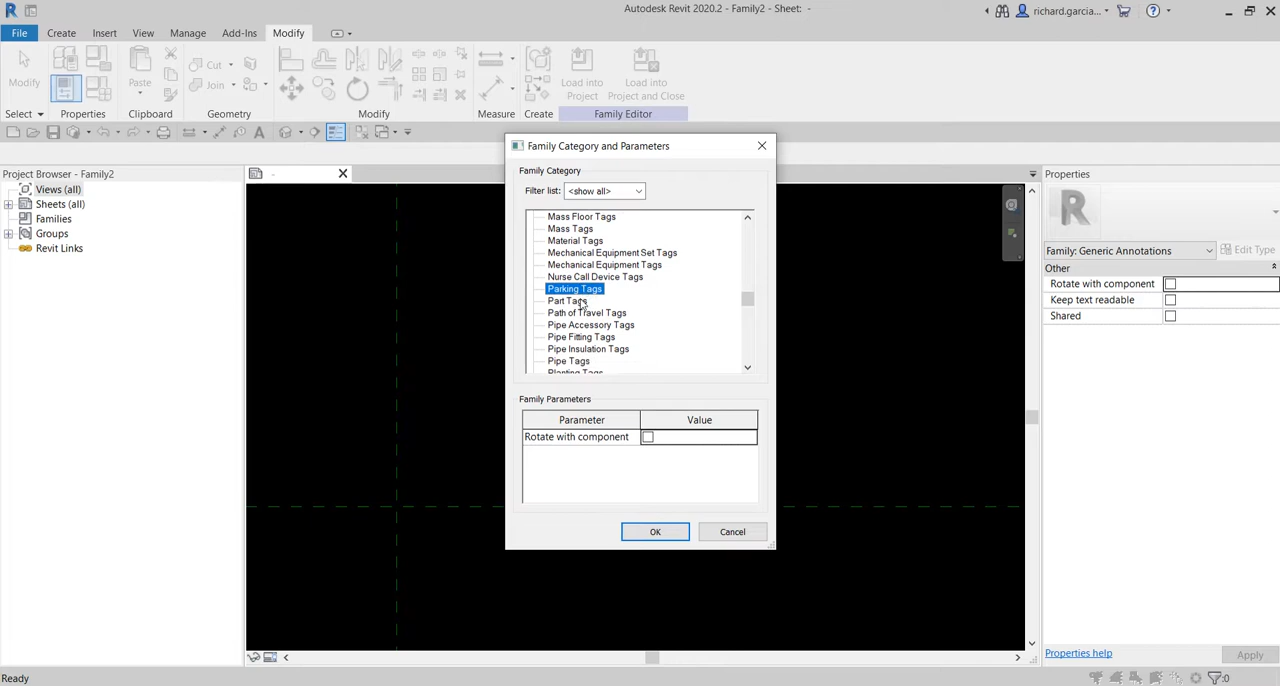 Autodesk Revit 2020.2 - Family2 - Sheet: -
richard.garcia...
File Create Insert View Manage Add-Ins Modify
Modify
Paste
Cut
Join
Load into Project
Load into Project and Close
Select Properties Clipboard Geometry Modify Measure Create Family Editor
Project Browser - Family2
Views (all)
Sheets (all)
Families
Groups
Revit Links
-
Family Category and Parameters
Family Category
Filter list: <show all>
Mass Floor Tags
Mass Tags
Material Tags
Mechanical Equipment Set Tags
Mechanical Equipment Tags
Nurse Call Device Tags
Parking Tags
Part Tags
Path of Travel Tags
Pipe Accessory Tags
Pipe Fitting Tags
Pipe Insulation Tags
Pipe Tags
Planting Tags
Family Parameters
Parameter Value
Rotate with component
OK Cancel
Properties
R
Family: Generic Annotations
Edit Type
Other
Rotate with component
Keep text readable
Shared
Properties help
Apply
Ready
:0